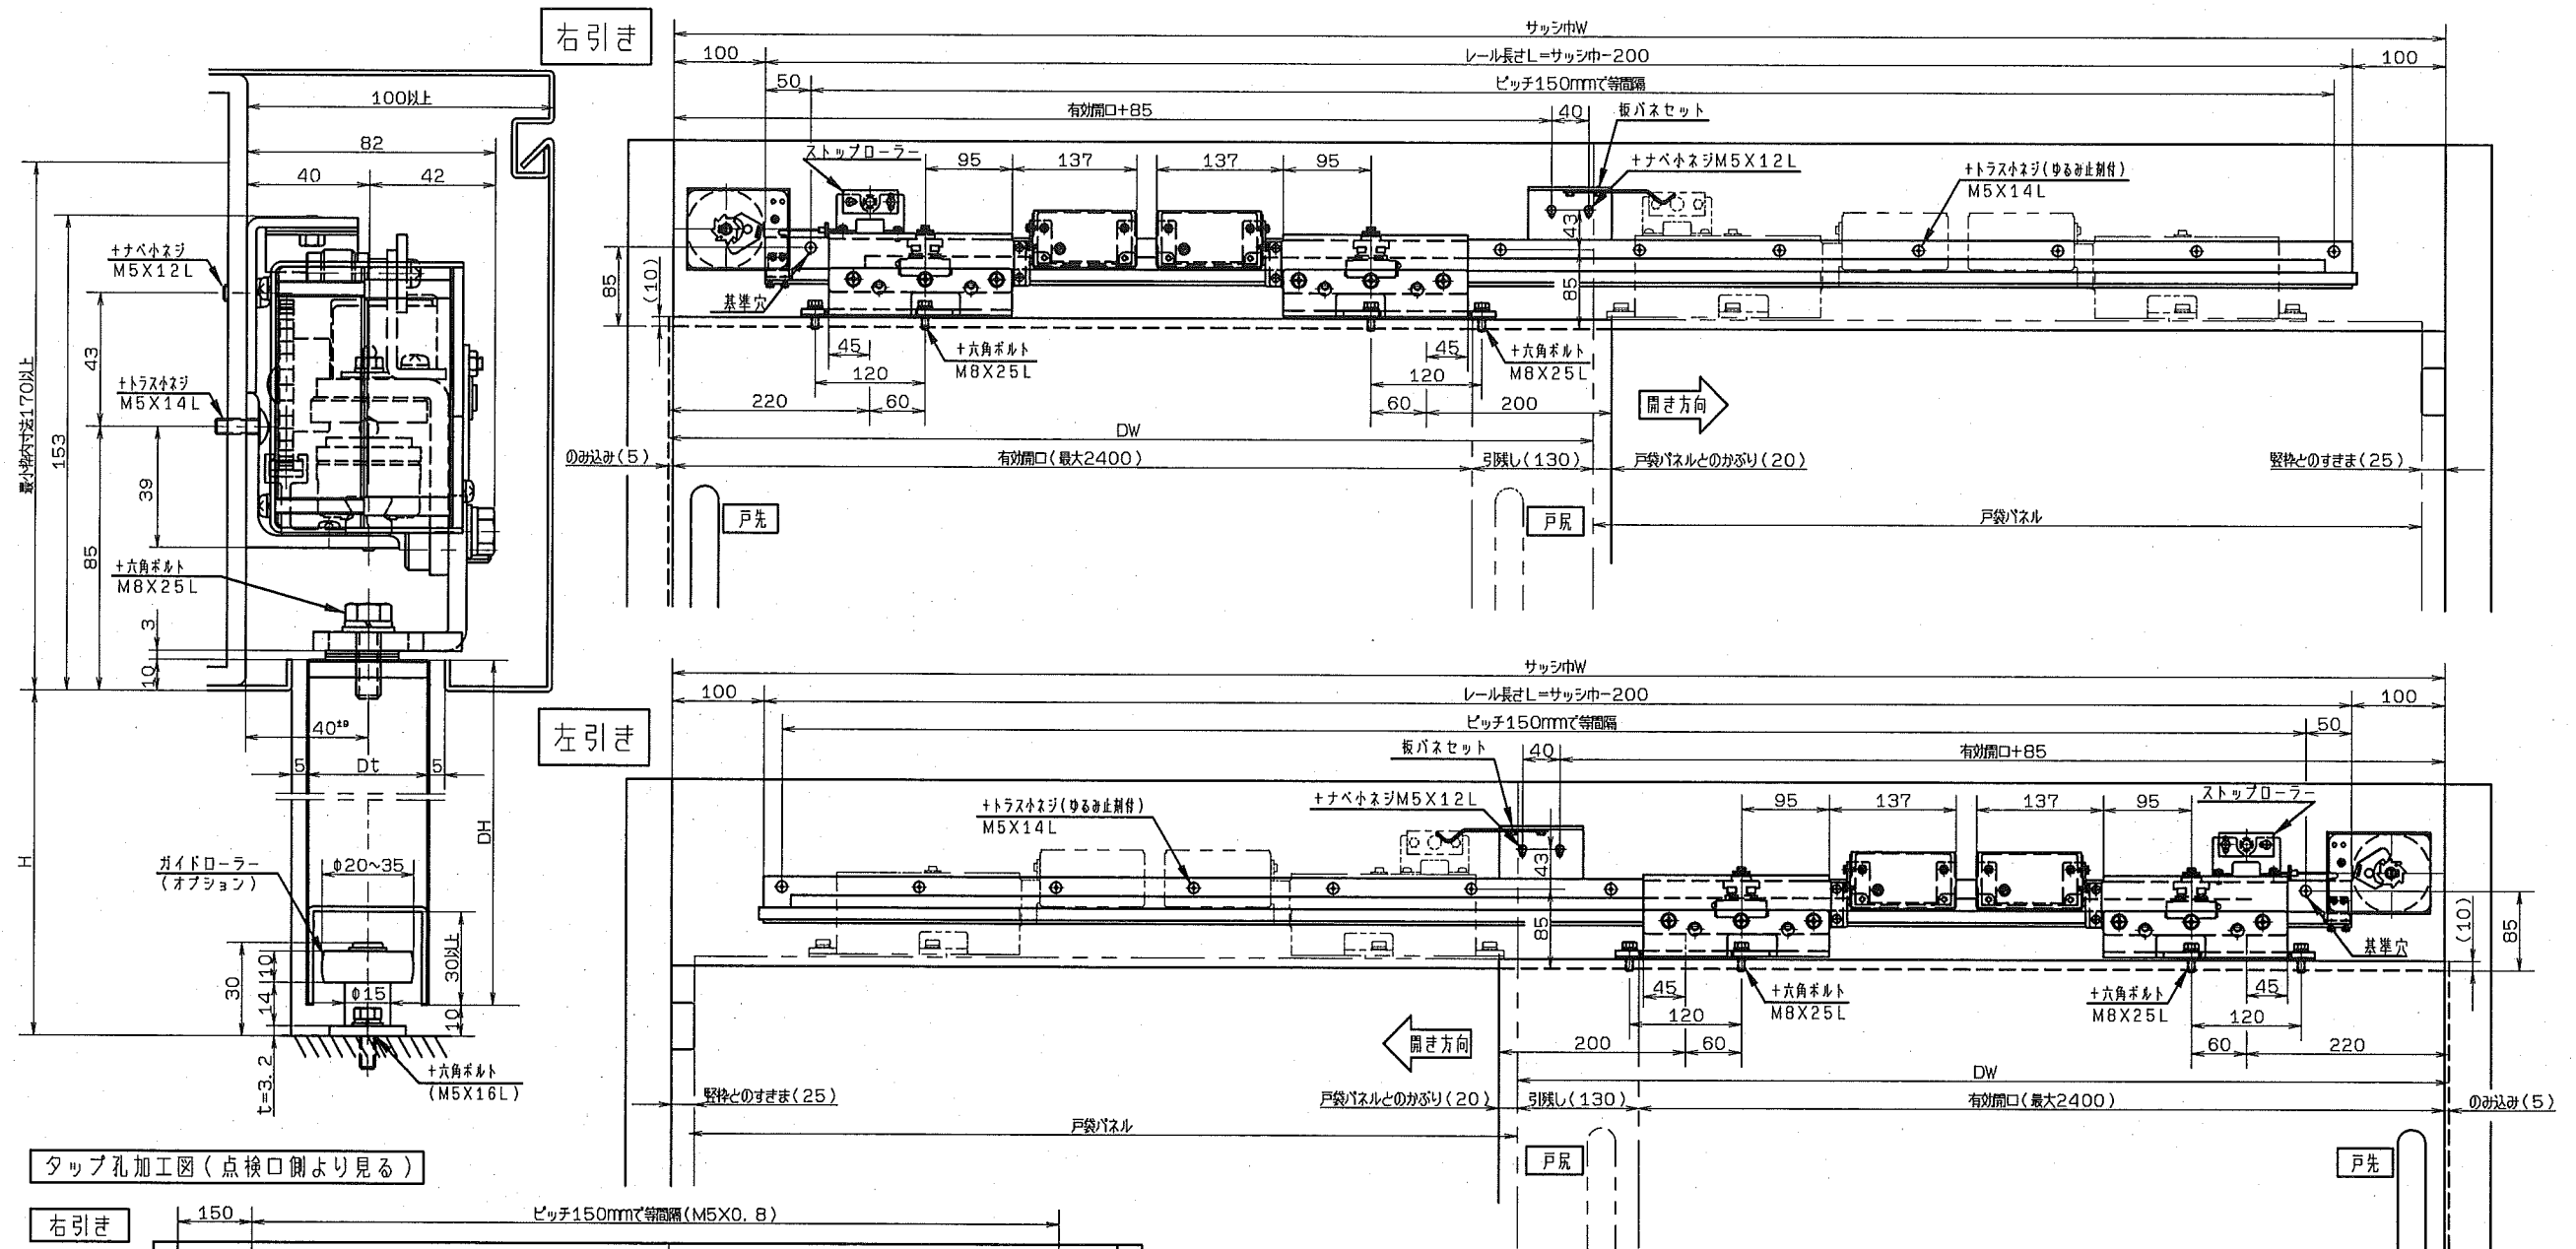 右引き
サッシ巾W
100
レール長さL=サッシ巾-200
100
50
ピッチ150mmで等間隔
有効開口+85
40
板バネセット
ストップローラー
95
137
137
95
+ナベ小ネジM5X12L
+トラス小ネジ(ゆるみ止剤付)
M5X14L
43
85
(10)
85
基準穴
45
+六角ボルト
M8X25L
45
+六角ボルト
M8X25L
120
120
220
60
60
200
開き方向
DW
のみ込み(5)
有効開口(最大2400)
引残し(130)
戸袋パネルとのかぶり(20)
竪枠とのすきま(25)
戸先
戸尻
戸袋パネル
100以上
82
40
42
+ナベ小ネジ
M5X12L
43
最小枠内寸法170以上
153
+トラス小ネジ
M5X14L
39
85
+六角ボルト
M8X25L
3
10
5
Dt
5
H
DH
ガイドローラー
(オプション)
φ20~35
30
10
14
φ15
30以上
10
t=3.2
+六角ボルト
(M5X16L)
左引き
サッシ巾W
100
レール長さL=サッシ巾-200
100
ピッチ150mmで等間隔
50
板バネセット
40
有効開口+85
+トラス小ネジ(ゆるみ止剤付)
M5X14L
+ナベ小ネジM5X12L
95
137
137
95
ストップローラー
43
85
(10)
85
基準穴
45
+六角ボルト
M8X25L
+六角ボルト
M8X25L
45
120
120
開き方向
200
60
60
220
DW
竪枠とのすきま(25)
戸袋パネルとのかぶり(20)
引残し(130)
有効開口(最大2400)
のみ込み(5)
戸袋パネル
戸尻
戸先
タップ孔加工図(点検口側より見る)
右引き
150
ピッチ150mmで等間隔(M5X0.8)